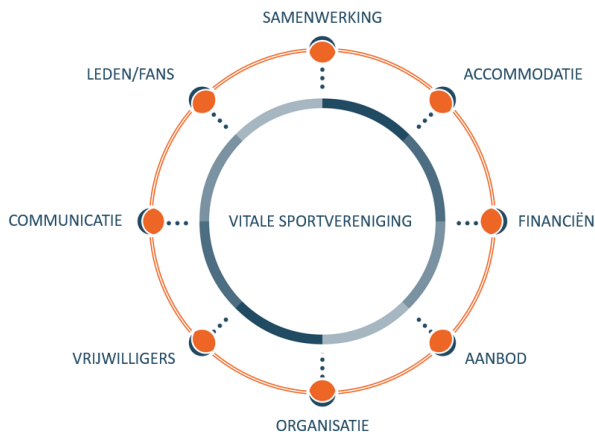 SAMENWERKING
LEDEN/FANS
ACCOMMODATIE
COMMUNICATIE
VITALE SPORTVERENIGING
FINANCIËN
VRIJWILLIGERS
AANBOD
ORGANISATIE